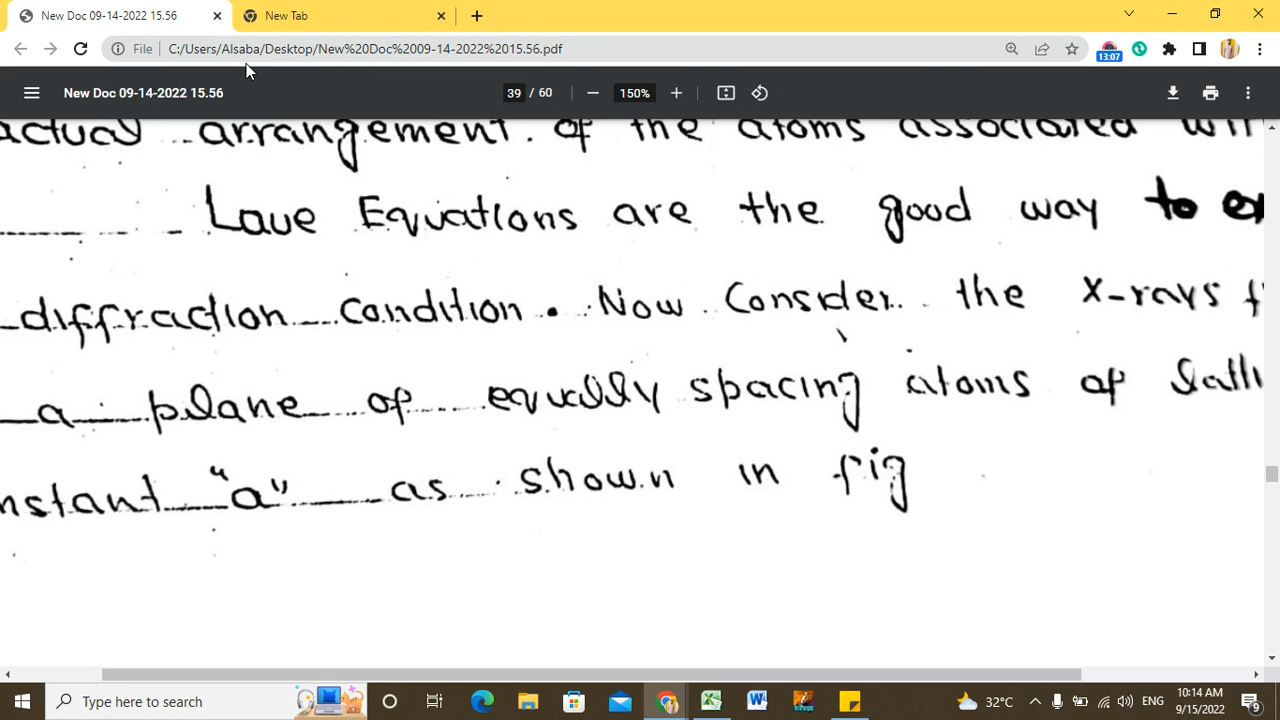 New Doc 09-14-2022 15.56
New Tab
File
C:/Users/Alsaba/Desktop/New%20Doc%2009-14-2022%2015.56.pdf
13:07
New Doc 09-14-2022 15.56
39 / 60
150%
actual arrangement. of the atoms associated
Laue Equations are the good way to
diffraction condition. Now Consider the X-rays
a plane of equally spacing atoms of
"a" as shown in fig
Type here to search
32°C
ENG
10:14 AM
9/15/2022
9